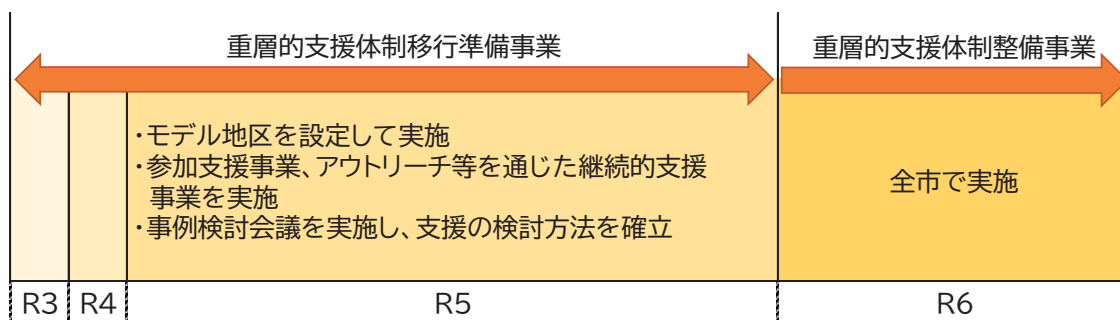 重層的支援体制移行準備事業
重層的支援体制整備事業
・モデル地区を設定して実施
・参加支援事業、アウトリーチ等を通じた継続的支援
事業を実施
・事例検討会議を実施し、支援の検討方法を確立
全市で実施
R3
R4
R5
R6